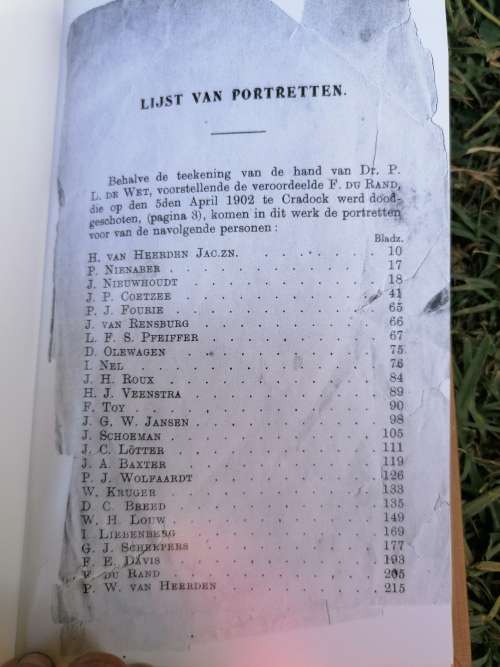 LIJST VAN PORTRETTEN.
Behalve de teekening van de hand van Dr. P.
L. DE WET, voorstellende de veroordeelde F. DU RAND,
die op den 5den April 1902 te Cradock werd dood-
geschoten, (pagina 3), komen in dit werk de portretten
voor van de navolgende personen :
Bladz.
H. VAN HEERDEN JAC.ZN. . . . . . 10
P. NIENABER . . . . . . . . 17
J. NIEUWHOUDT . . . . . . . . 18
J. P. COETZEE . . . . . . . . 41
P. J. FOURIE . . . . . . . . 65
J. VAN RENSBURG . . . . . . . . 66
L. F. S. PFEIFFER . . . . . . . . 67
D. OLEWAGEN . . . . . . . . 75
I. NEL . . . . . . . . 76
J. H. ROUX . . . . . . . . 84
H. J. VEENSTRA . . . . . . . . 89
F. TOY . . . . . . . . 90
J. G. W. JANSEN . . . . . . . . 98
J. SCHOEMAN . . . . . . . . 105
J. C. LÖTTER . . . . . . . . 111
J. A. BAXTER . . . . . . . . 119
P. J. WOLFAARDT . . . . . . . . 126
W. KRUGER . . . . . . . . 133
D. C. BREED . . . . . . . . 135
W. H. LOUW . . . . . . . . 149
I. LIEBENBERG . . . . . . . . 169
G. J. SCHEEPERS . . . . . . . . 177
F. E. DAVIS . . . . . . . . 193
F. DU RAND . . . . . . . . 205
P. W. VAN HEERDEN . . . . . . . . 215